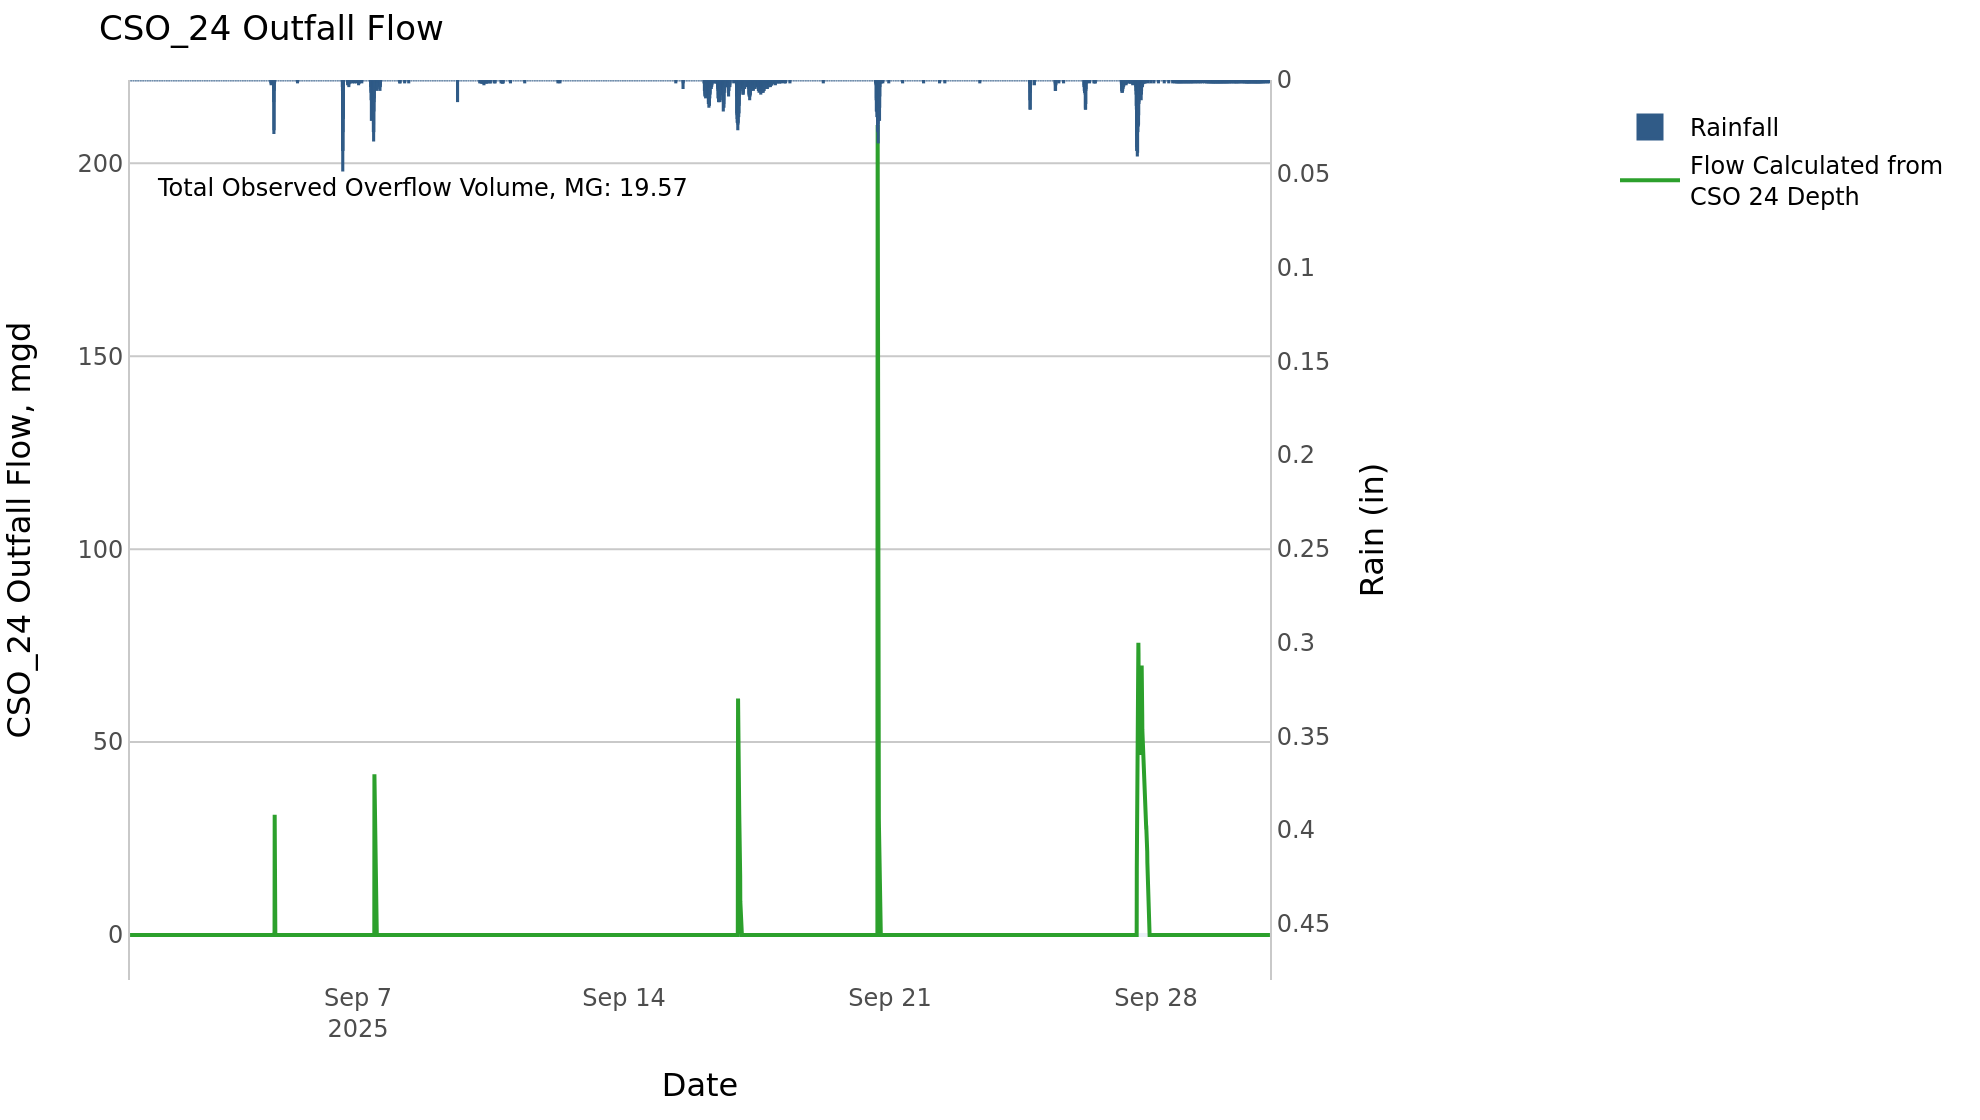 CSO_24 Outfall Flow
Total Observed Overflow Volume, MG: 19.57
CSO_24 Outfall Flow, mgd
200
150
100
50
0
Sep 7
2025
Sep 14
Sep 21
Sep 28
Date
0
0.05
0.1
0.15
0.2
0.25
0.3
0.35
0.4
0.45
Rain (in)
Rainfall
Flow Calculated from
CSO 24 Depth